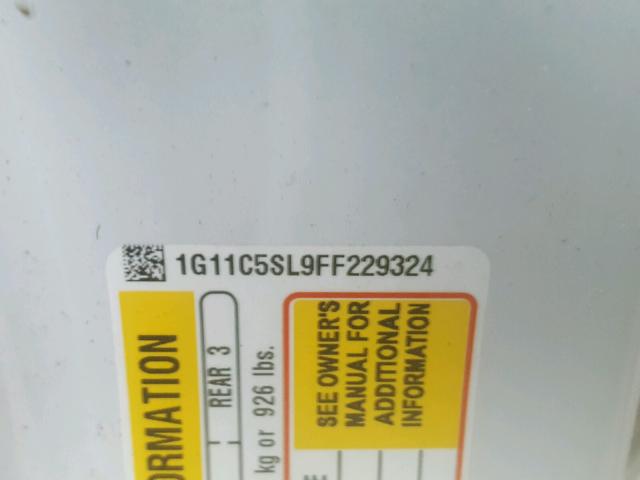 1G11C5SL9FF229324
ORMATION
REAR 3
kg or 926 lbs.
SEE OWNER'S
MANUAL FOR
ADDITIONAL
INFORMATION